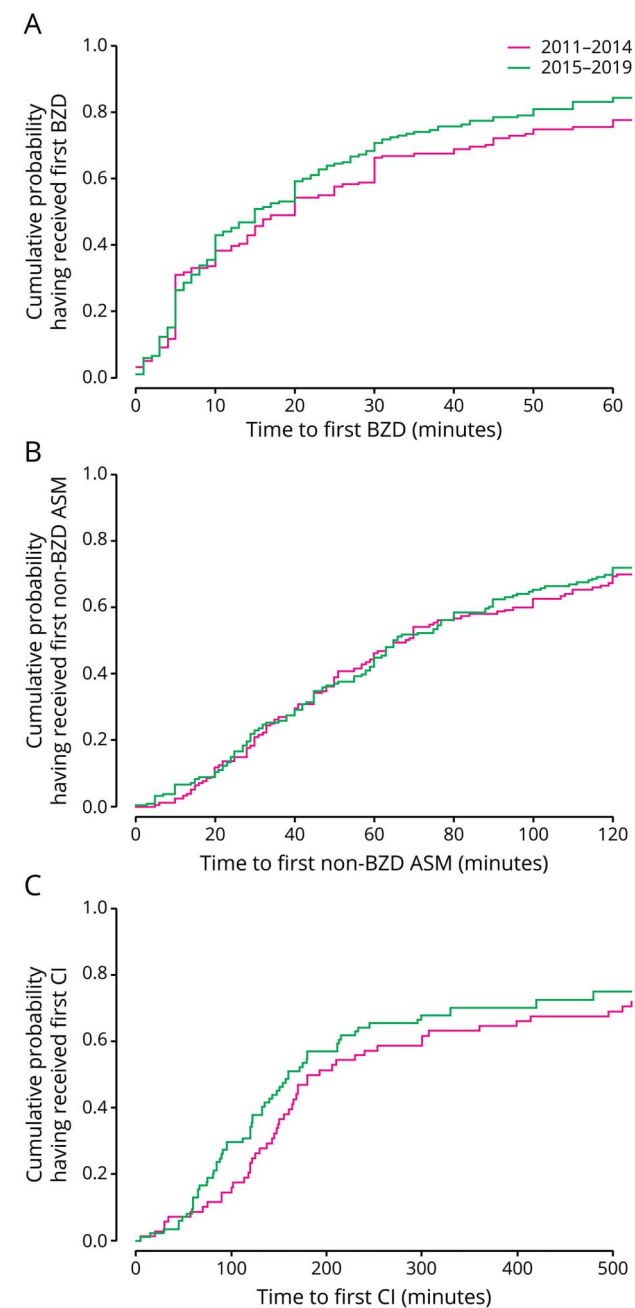 A
1.0
0.8
0.6
0.4
0.2
0.0
Cumulative probability
having received first BZD
2011–2014
2015–2019
0 10 20 30 40 50 60
Time to first BZD (minutes)
B
1.0
0.8
0.6
0.4
0.2
0.0
Cumulative probability
having received first non-BZD ASM
0 20 40 60 80 100 120
Time to first non-BZD ASM (minutes)
C
1.0
0.8
0.6
0.4
0.2
0.0
Cumulative probability
having received first CI
0 100 200 300 400 500
Time to first CI (minutes)